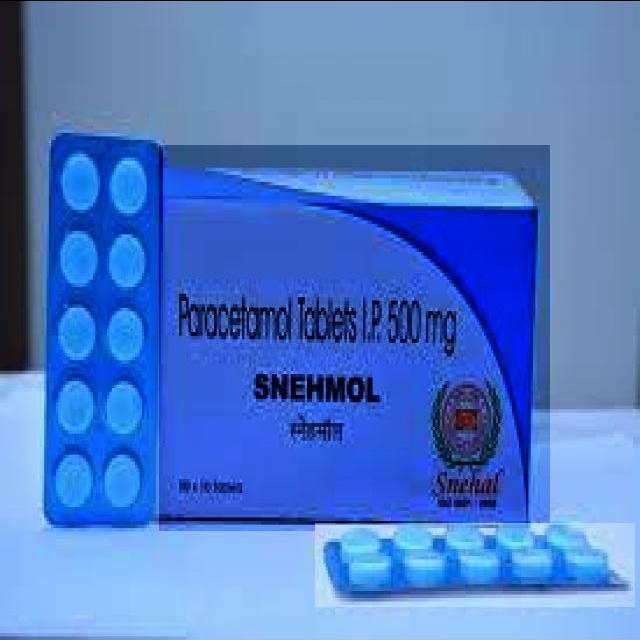 Paracetamol Tablets I.P. 500 mg
SNEHMOL
स्नेहमोल
Snehal